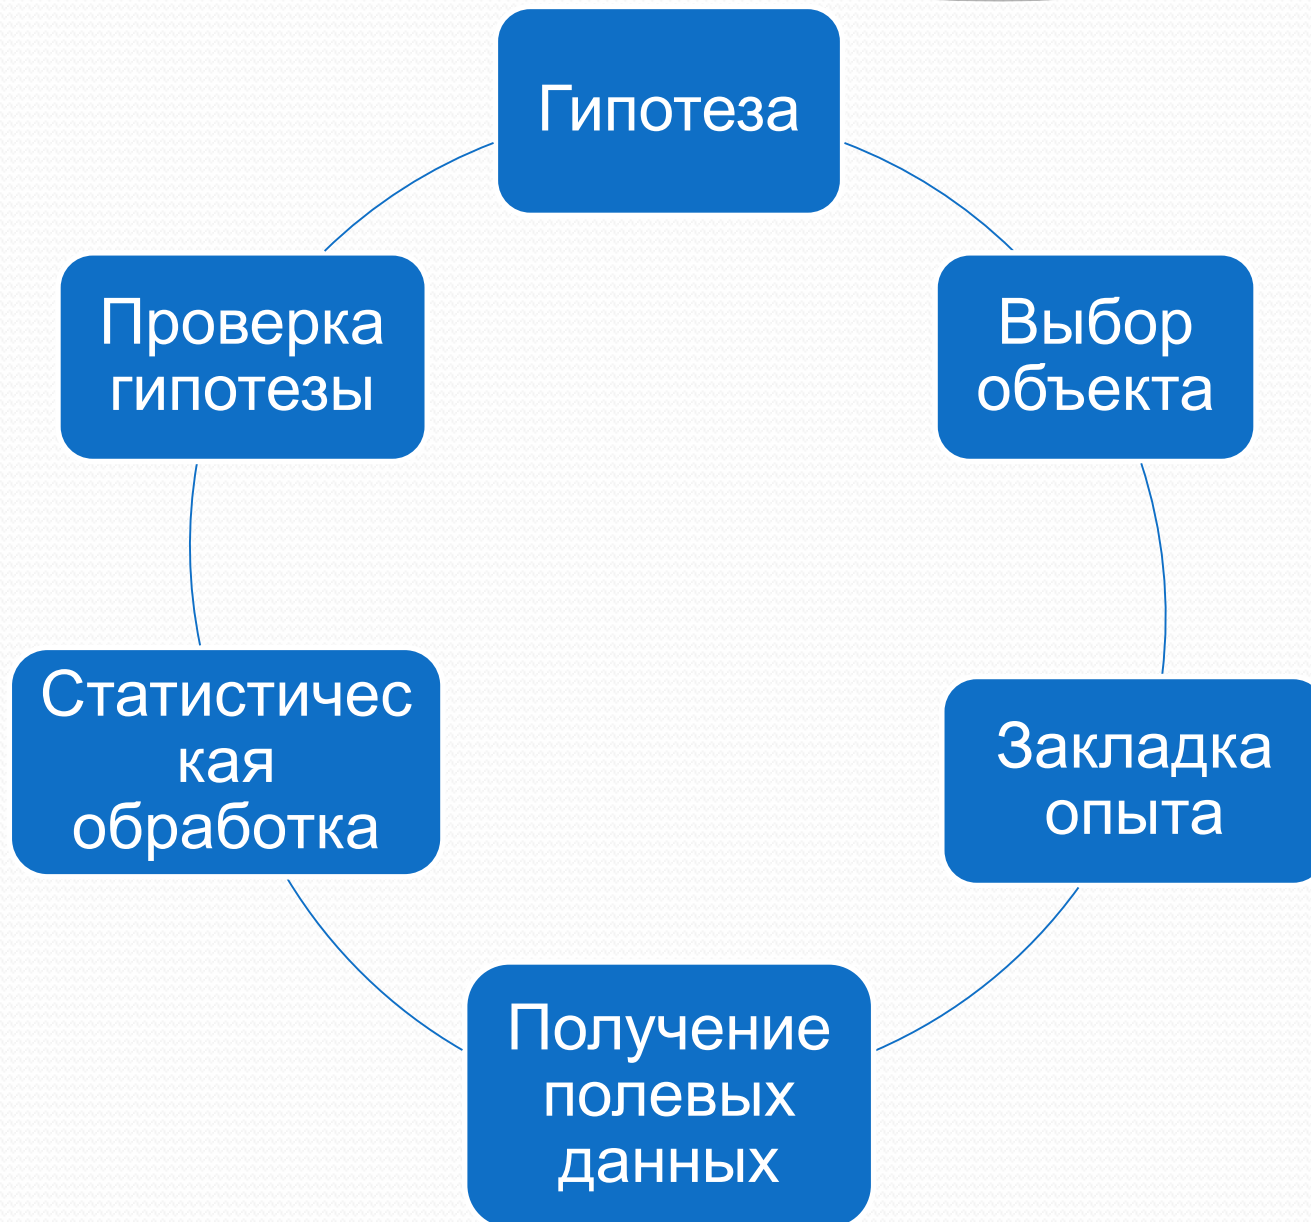 Гипотеза
Выбор
объекта
Закладка
опыта
Получение
полевых
данных
Статистичес
кая
обработка
Проверка
гипотезы